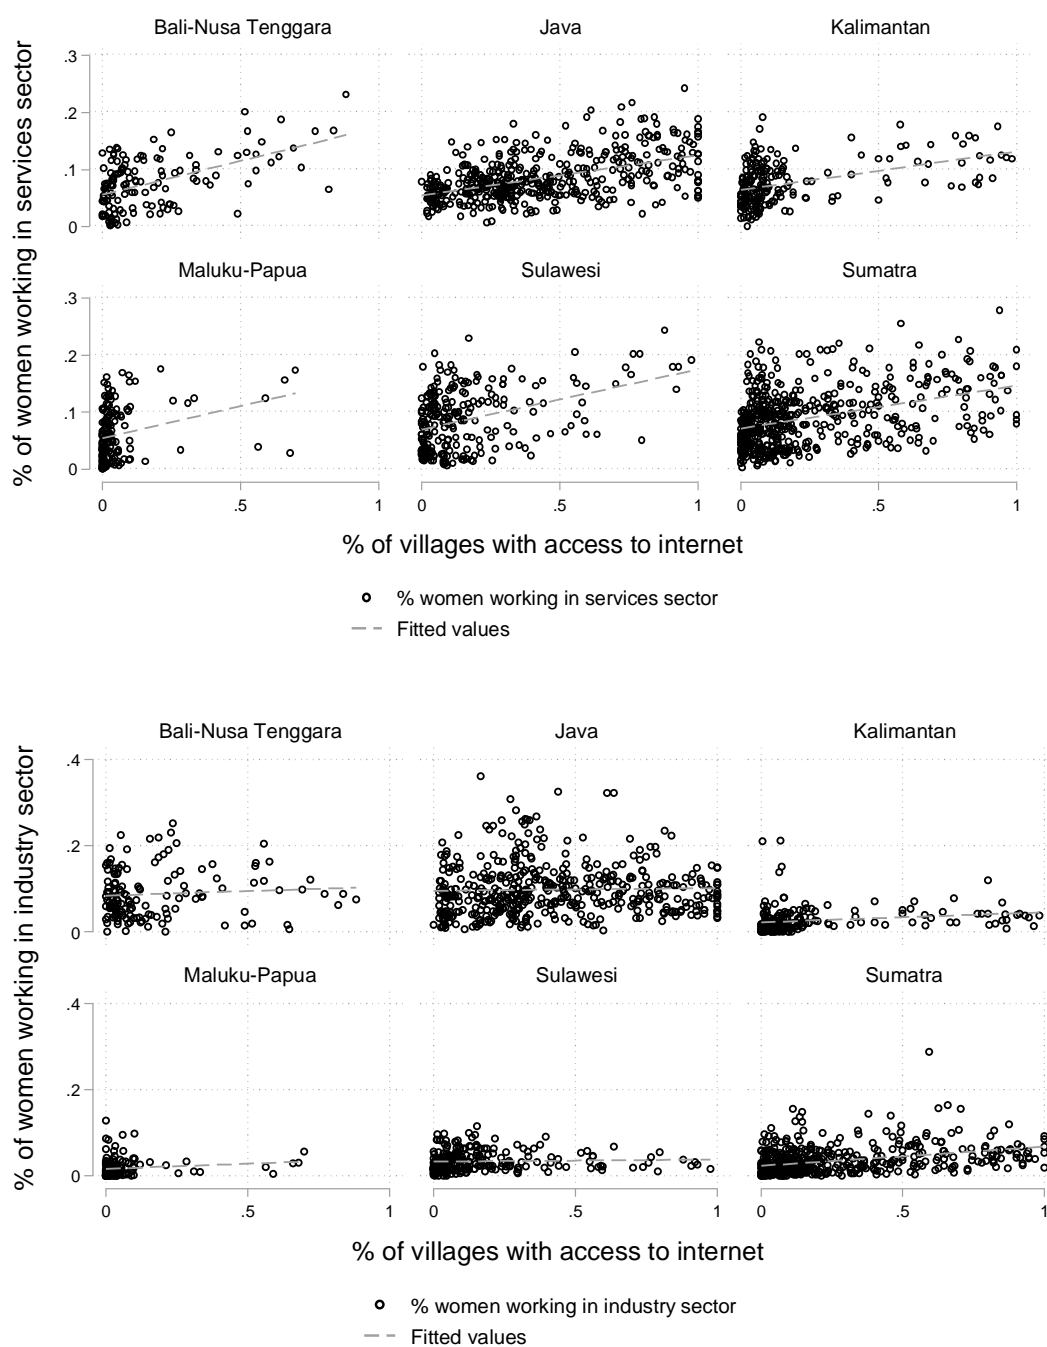 Bali-Nusa Tenggara Java Kalimantan
% of women working in services sector
.3
.2
.1
0
Maluku-Papua Sulawesi Sumatra
.3
.2
.1
0
0 .5 1 0 .5 1 0 .5 1
% of villages with access to internet
% women working in services sector
Fitted values
Bali-Nusa Tenggara Java Kalimantan
% of women working in industry sector
.4
.2
0
Maluku-Papua Sulawesi Sumatra
.4
.2
0
0 .5 1 0 .5 1 0 .5 1
% of villages with access to internet
% women working in industry sector
Fitted values